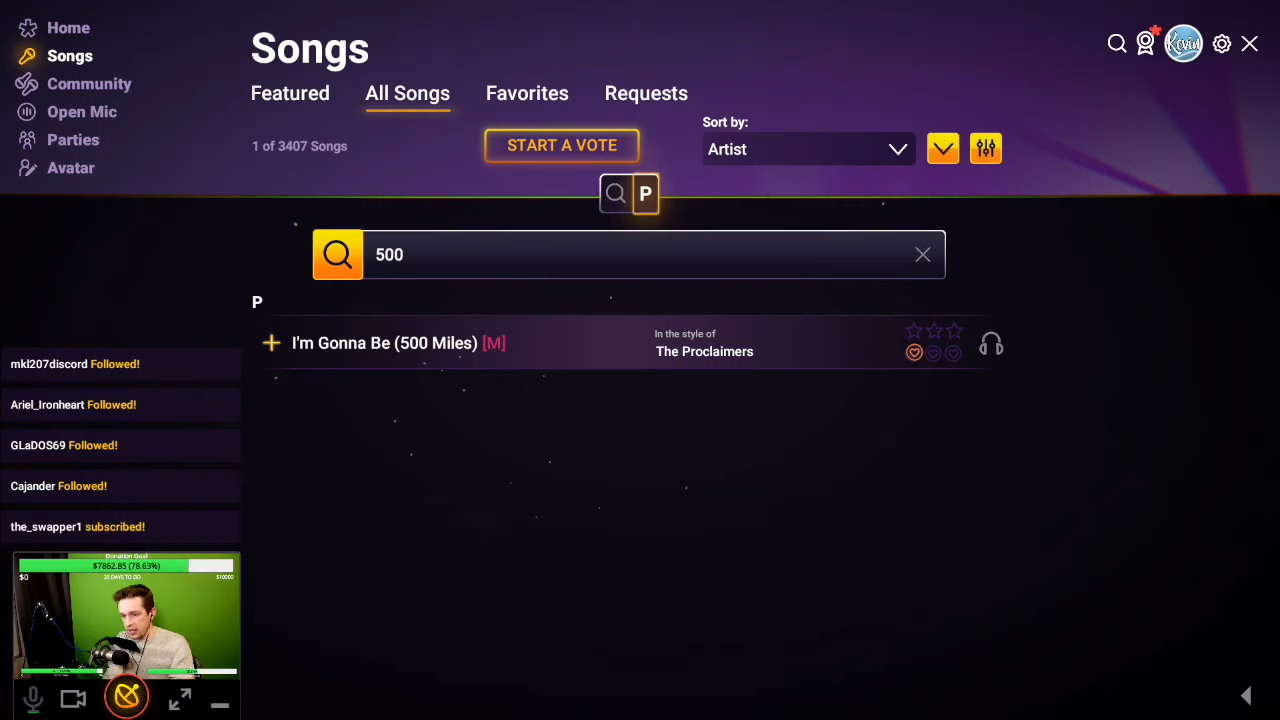 Home
Songs
Community
Open Mic
Parties
Avatar
Songs
Kevin
Featured
All Songs
Favorites
Requests
1 of 3407 Songs
START A VOTE
Sort by:
Artist
P
500
P
I'm Gonna Be (500 Miles) [M]
In the style of
The Proclaimers
mkl207discord Followed!
Ariel_Ironheart Followed!
GLaDOS69 Followed!
Cajander Followed!
the_swapper1 subscribed!
Donation Goal
$7862.85 (78.63%)
$0
$10000